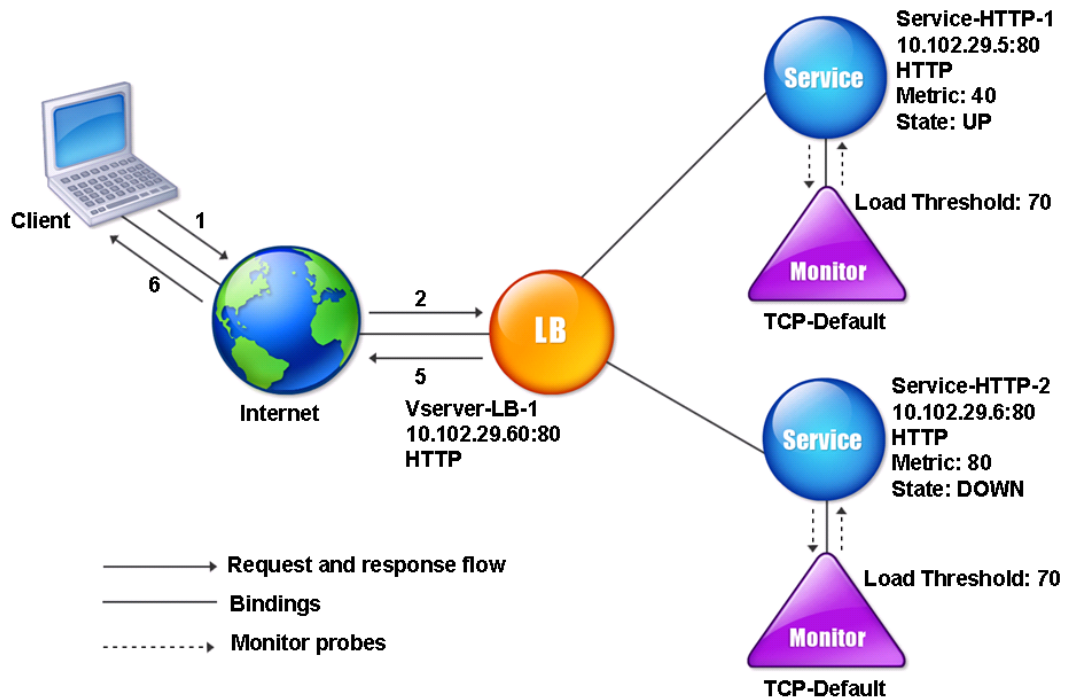 Service-HTTP-1
10.102.29.5:80
HTTP
Metric: 40
State: UP
Service
Client
1
6
Load Threshold: 70
Monitor
TCP-Default
2
LB
5
Internet
Vserver-LB-1
10.102.29.60:80
HTTP
Service-HTTP-2
10.102.29.6:80
HTTP
Metric: 80
State: DOWN
Service
Request and response flow
Bindings
Monitor probes
Load Threshold: 70
Monitor
TCP-Default